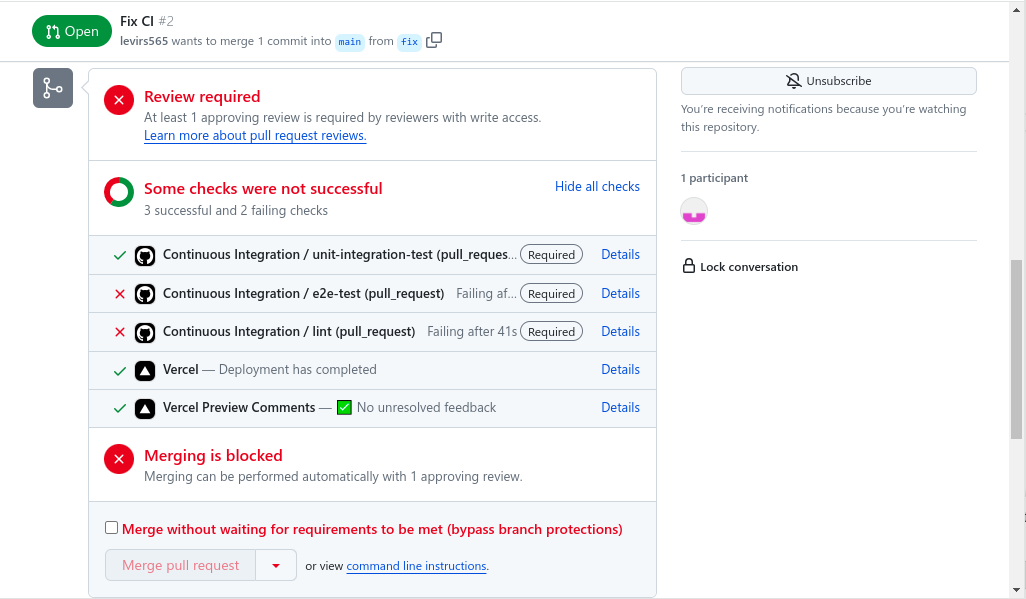 Open
Fix CI #2
levirs565 wants to merge 1 commit into main from fix
Review required
At least 1 approving review is required by reviewers with write access.
Learn more about pull request reviews.
Some checks were not successful
Hide all checks
3 successful and 2 failing checks
Continuous Integration / unit-integration-test (pull_reques... Required Details
Continuous Integration / e2e-test (pull_request) Failing af... Required Details
Continuous Integration / lint (pull_request) Failing after 41s Required Details
Vercel — Deployment has completed Details
Vercel Preview Comments — ✅ No unresolved feedback Details
Merging is blocked
Merging can be performed automatically with 1 approving review.
Merge without waiting for requirements to be met (bypass branch protections)
Merge pull request or view command line instructions.
Unsubscribe
You're receiving notifications because you're watching
this repository.
1 participant
Lock conversation